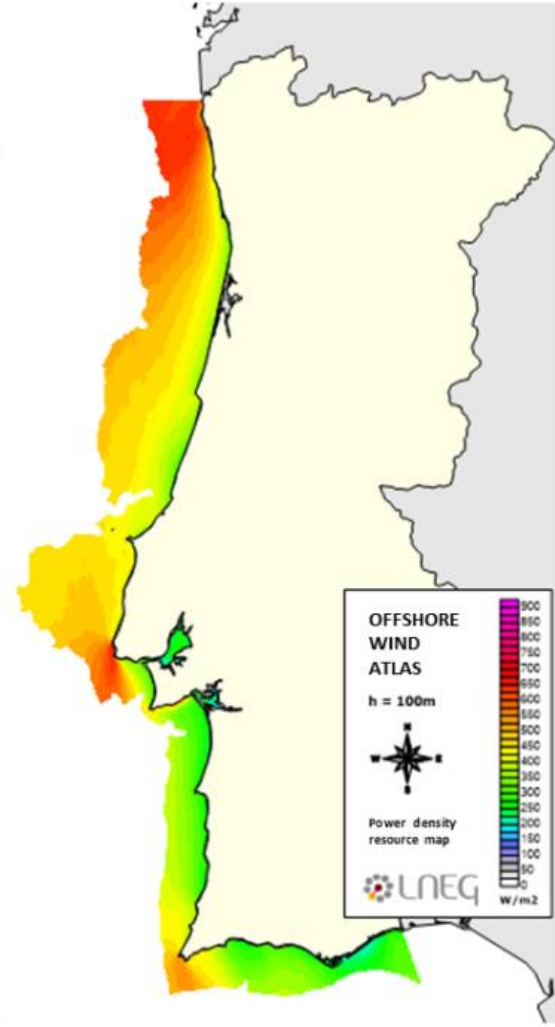 OFFSHORE
WIND
ATLAS
h = 100m
N
W E
S
Power density
resource map
LNEG
900
850
800
750
700
650
600
550
500
450
400
350
300
250
200
150
100
50
0
W/m2